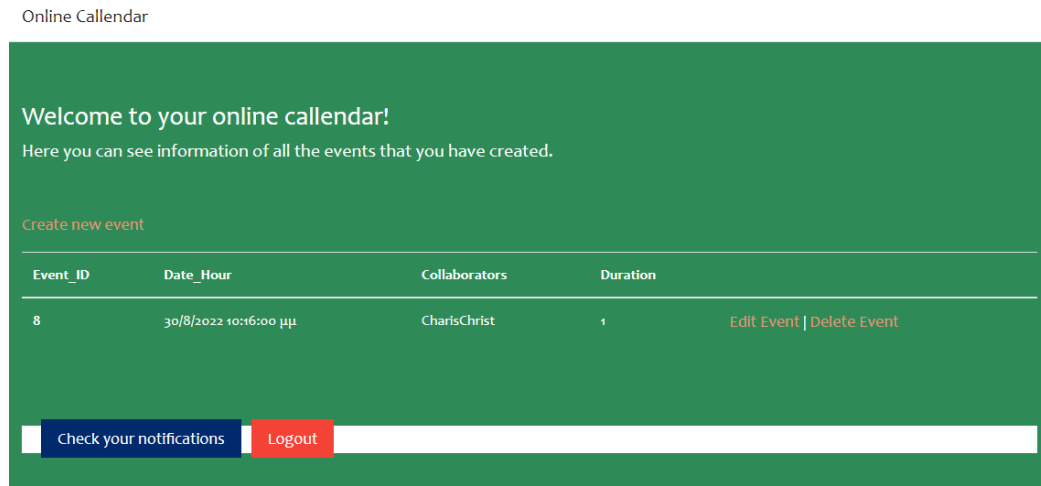 Online Callendar
Welcome to your online callendar!
Here you can see information of all the events that you have created.
Create new event
Event_ID Date_Hour Collaborators Duration
8 30/8/2022 10:16:00 μμ CharisChrist 1 Edit Event | Delete Event
Check your notifications Logout